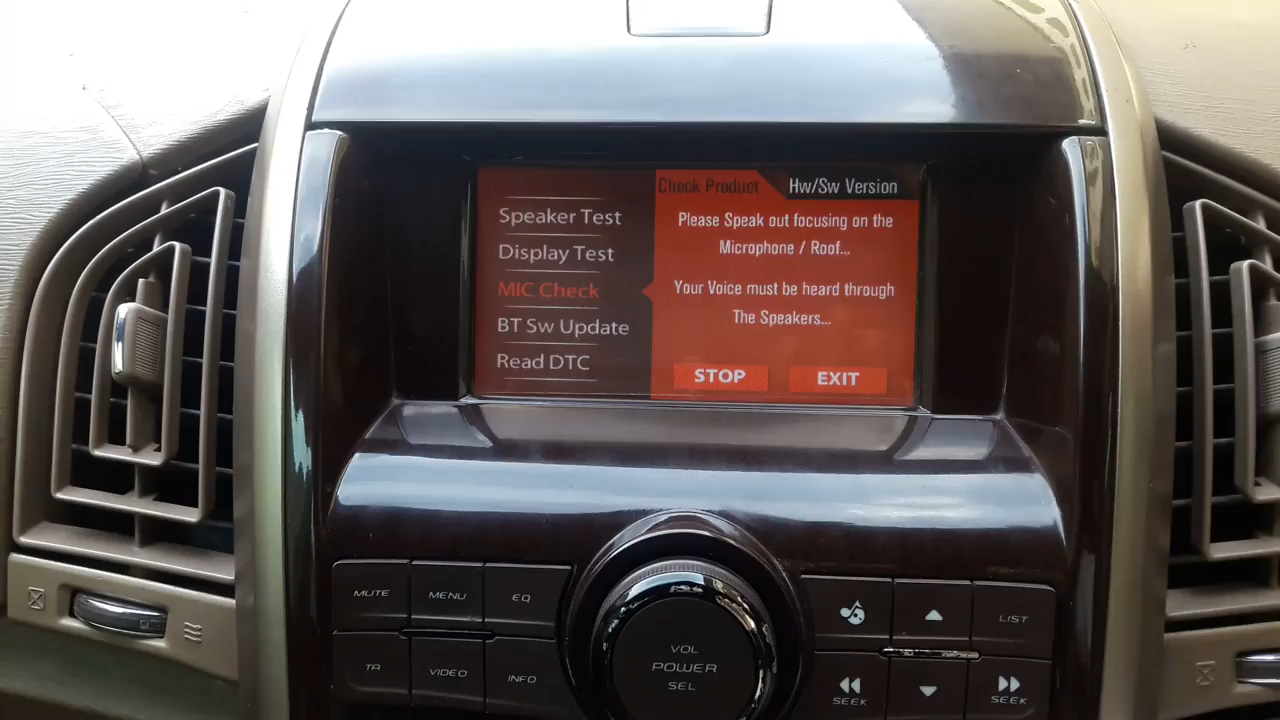 Check Product
Hw/Sw Version
Speaker Test
Display Test
MIC Check
BT Sw Update
Read DTC
Please Speak out focusing on the
Microphone / Roof...
Your Voice must be heard through
The Speakers...
STOP
EXIT
MUTE
MENU
EQ
TA
VIDEO
INFO
VOL
POWER
SEL
LIST
SEEK
SEEK